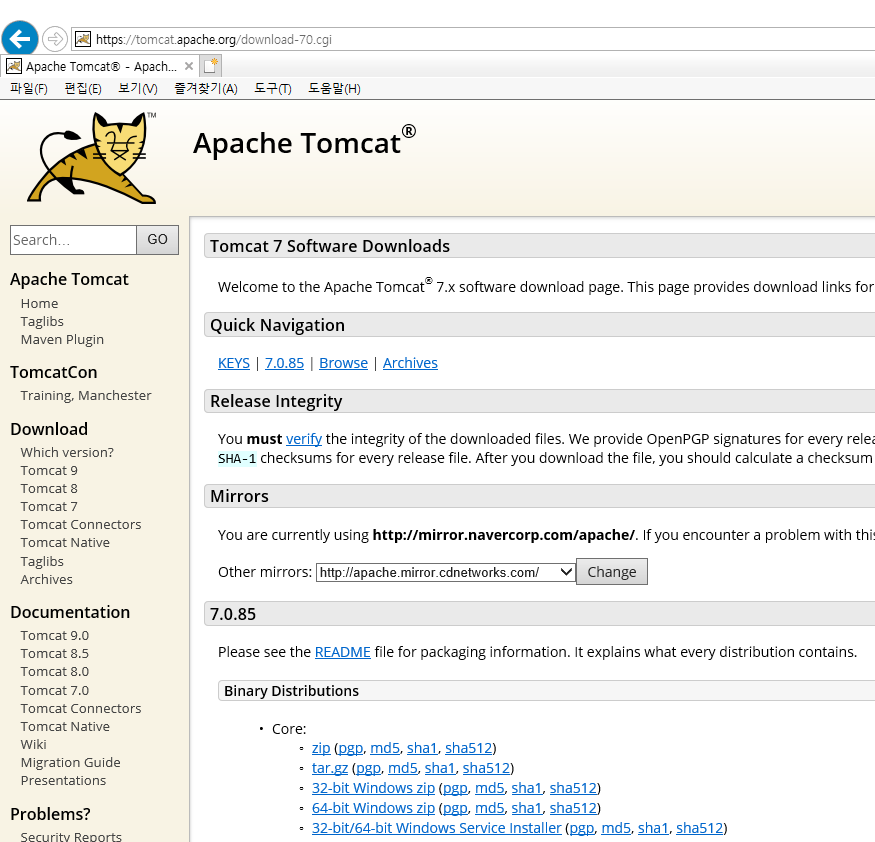 https://tomcat.apache.org/download-70.cgi
Apache Tomcat® - Apach...
파일(F) 편집(E) 보기(V) 즐겨찾기(A) 도구(T) 도움말(H)
TM
Apache Tomcat®
Search…
GO
Apache Tomcat
Home
Taglibs
Maven Plugin
TomcatCon
Training, Manchester
Download
Which version?
Tomcat 9
Tomcat 8
Tomcat 7
Tomcat Connectors
Tomcat Native
Taglibs
Archives
Documentation
Tomcat 9.0
Tomcat 8.5
Tomcat 8.0
Tomcat 7.0
Tomcat Connectors
Tomcat Native
Wiki
Migration Guide
Presentations
Problems?
Security Reports
Tomcat 7 Software Downloads
Welcome to the Apache Tomcat® 7.x software download page. This page provides download links for
Quick Navigation
KEYS | 7.0.85 | Browse | Archives
Release Integrity
You must verify the integrity of the downloaded files. We provide OpenPGP signatures for every relea
SHA-1 checksums for every release file. After you download the file, you should calculate a checksum
Mirrors
You are currently using http://mirror.navercorp.com/apache/. If you encounter a problem with this
Other mirrors: http://apache.mirror.cdnetworks.com/ Change
7.0.85
Please see the README file for packaging information. It explains what every distribution contains.
Binary Distributions
• Core:
◦ zip (pgp, md5, sha1, sha512)
◦ tar.gz (pgp, md5, sha1, sha512)
◦ 32-bit Windows zip (pgp, md5, sha1, sha512)
◦ 64-bit Windows zip (pgp, md5, sha1, sha512)
◦ 32-bit/64-bit Windows Service Installer (pgp, md5, sha1, sha512)